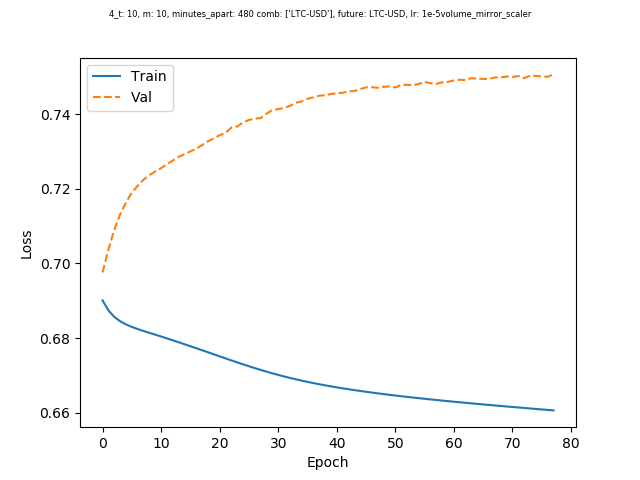 4_t: 10, m: 10, minutes_apart: 480 comb: ['LTC-USD'], future: LTC-USD, lr: 1e-5volume_mirror_scaler
Train
Val
0.74
0.72
0.70
0.68
0.66
Loss
0 10 20 30 40 50 60 70 80
Epoch